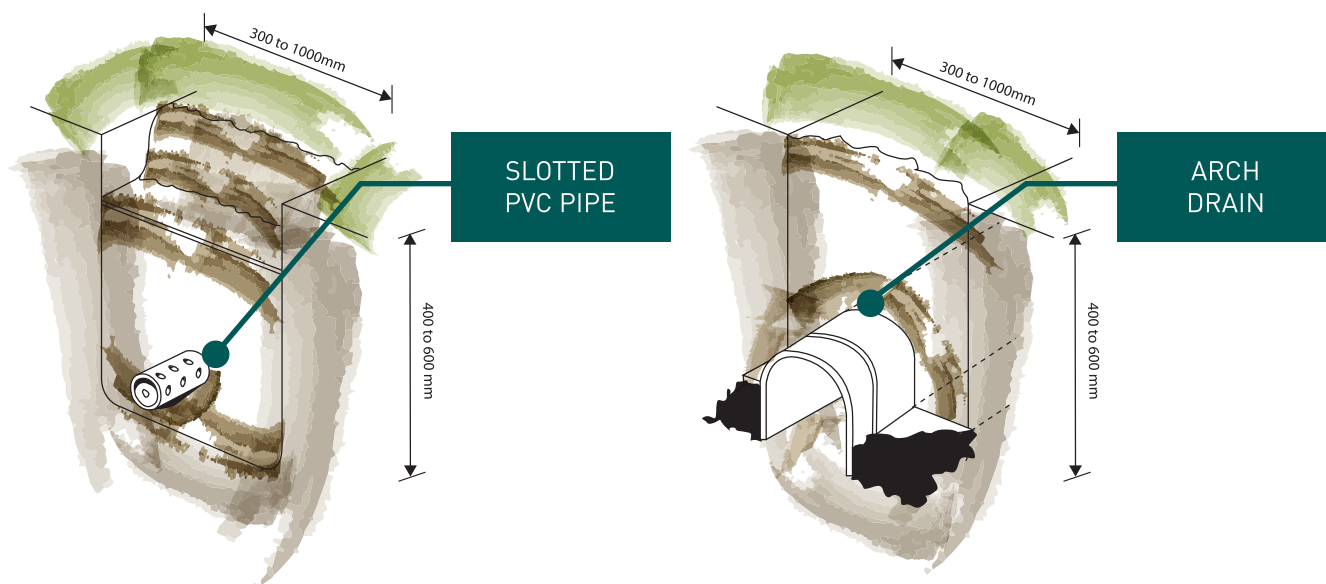 300 to 1000mm
SLOTTED
PVC PIPE
400 to 600 mm
300 to 1000mm
ARCH
DRAIN
400 to 600 mm